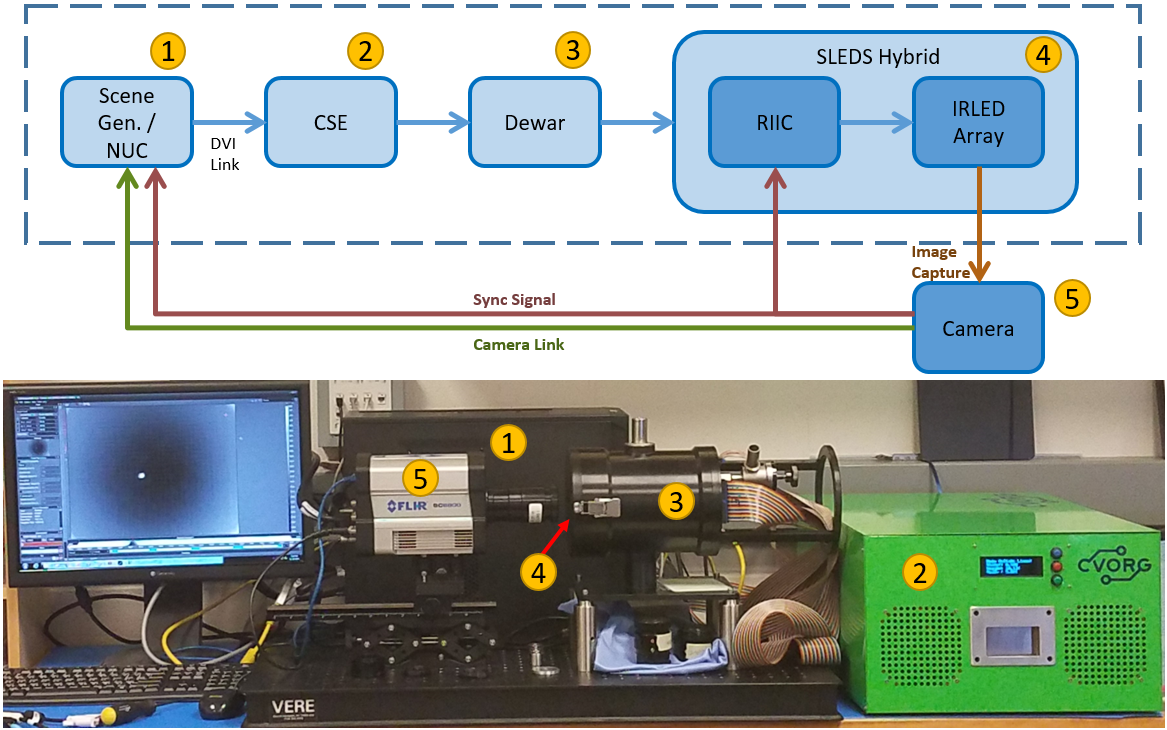 1
2
3
SLEDS Hybrid
4
Scene
Gen. /
NUC
CSE
Dewar
RIIC
IRLED
Array
DVI
Link
Image
Capture
5
Sync Signal
Camera
Camera Link
1
5
FLIR
3
4
2
CVORG
VERE